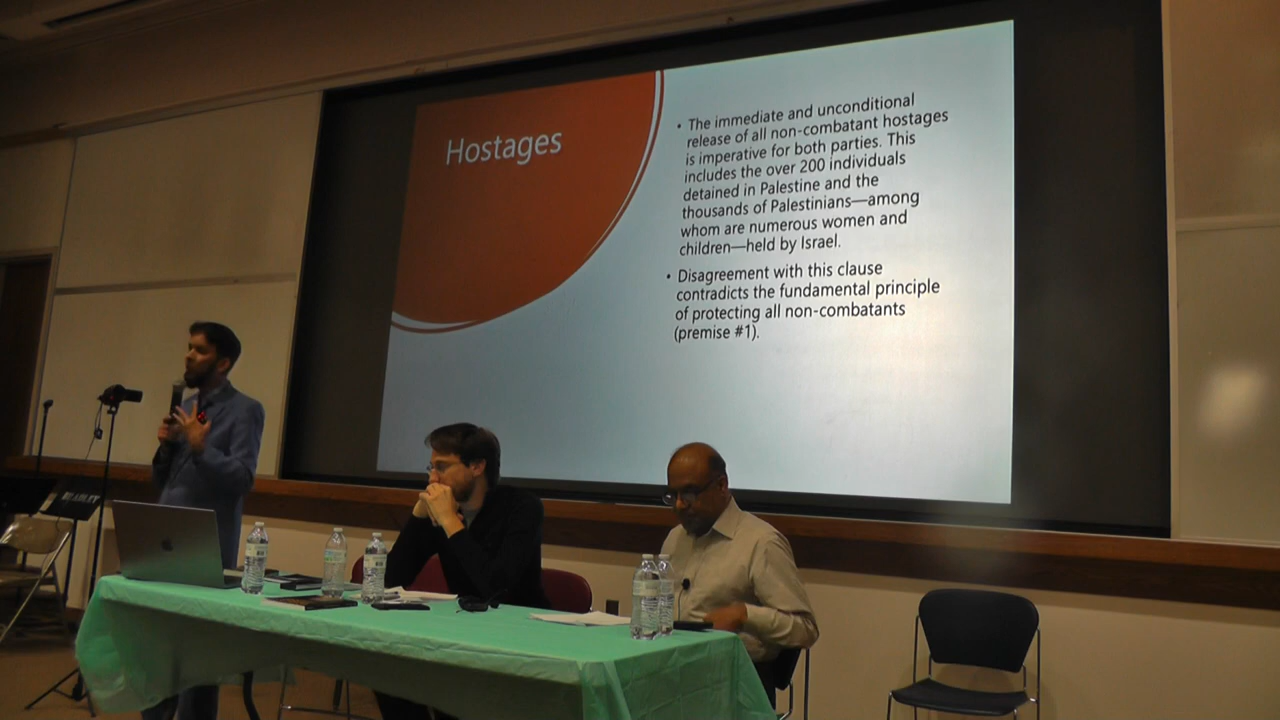 Hostages
• The immediate and unconditional
release of all non-combatant hostages
is imperative for both parties. This
includes the over 200 individuals
detained in Palestine and the
thousands of Palestinians—among
whom are numerous women and
children—held by Israel.
• Disagreement with this clause
contradicts the fundamental principle
of protecting all non-combatants
(premise #1).